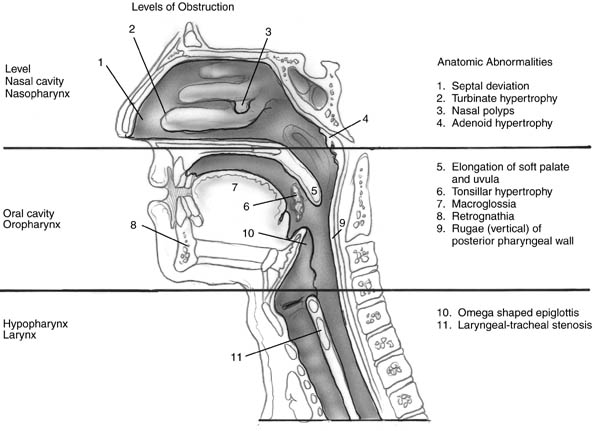 Levels of Obstruction
Level
Nasal cavity
Nasopharynx
1
2
3
4
Anatomic Abnormalities
1. Septal deviation
2. Turbinate hypertrophy
3. Nasal polyps
4. Adenoid hypertrophy
Oral cavity
Oropharynx
5
6
7
8
9
10
5. Elongation of soft palate
and uvula
6. Tonsillar hypertrophy
7. Macroglossia
8. Retrognathia
9. Rugae (vertical) of
posterior pharyngeal wall
Hypopharynx
Larynx
11
10. Omega shaped epiglottis
11. Laryngeal-tracheal stenosis